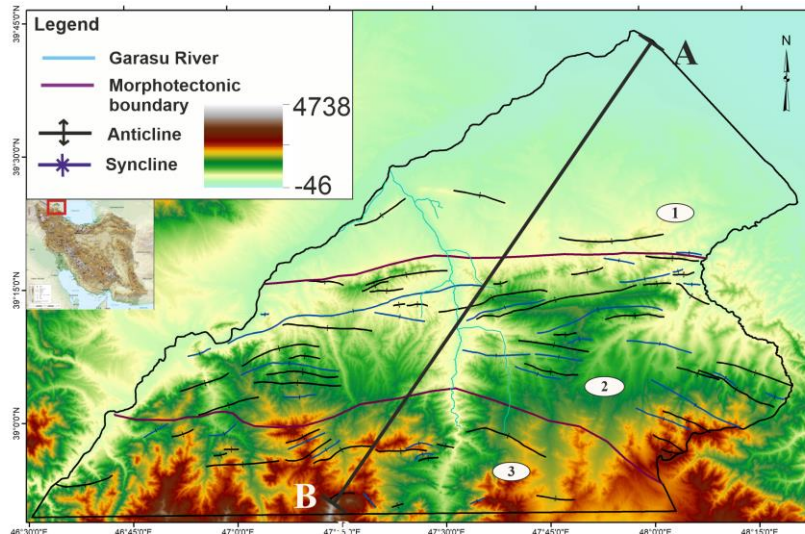 Legend
Garasu River
Morphotectonic
boundary
Anticline
Syncline
4738
-46
A
N
B
1
2
3
39°45'0"N
39°30'0"N
39°15'0"N
39°0'0"N
46°30'0"E
46°45'0"E
47°0'0"E
47°30'0"E
47°45'0"E
48°0'0"E
48°15'0"E